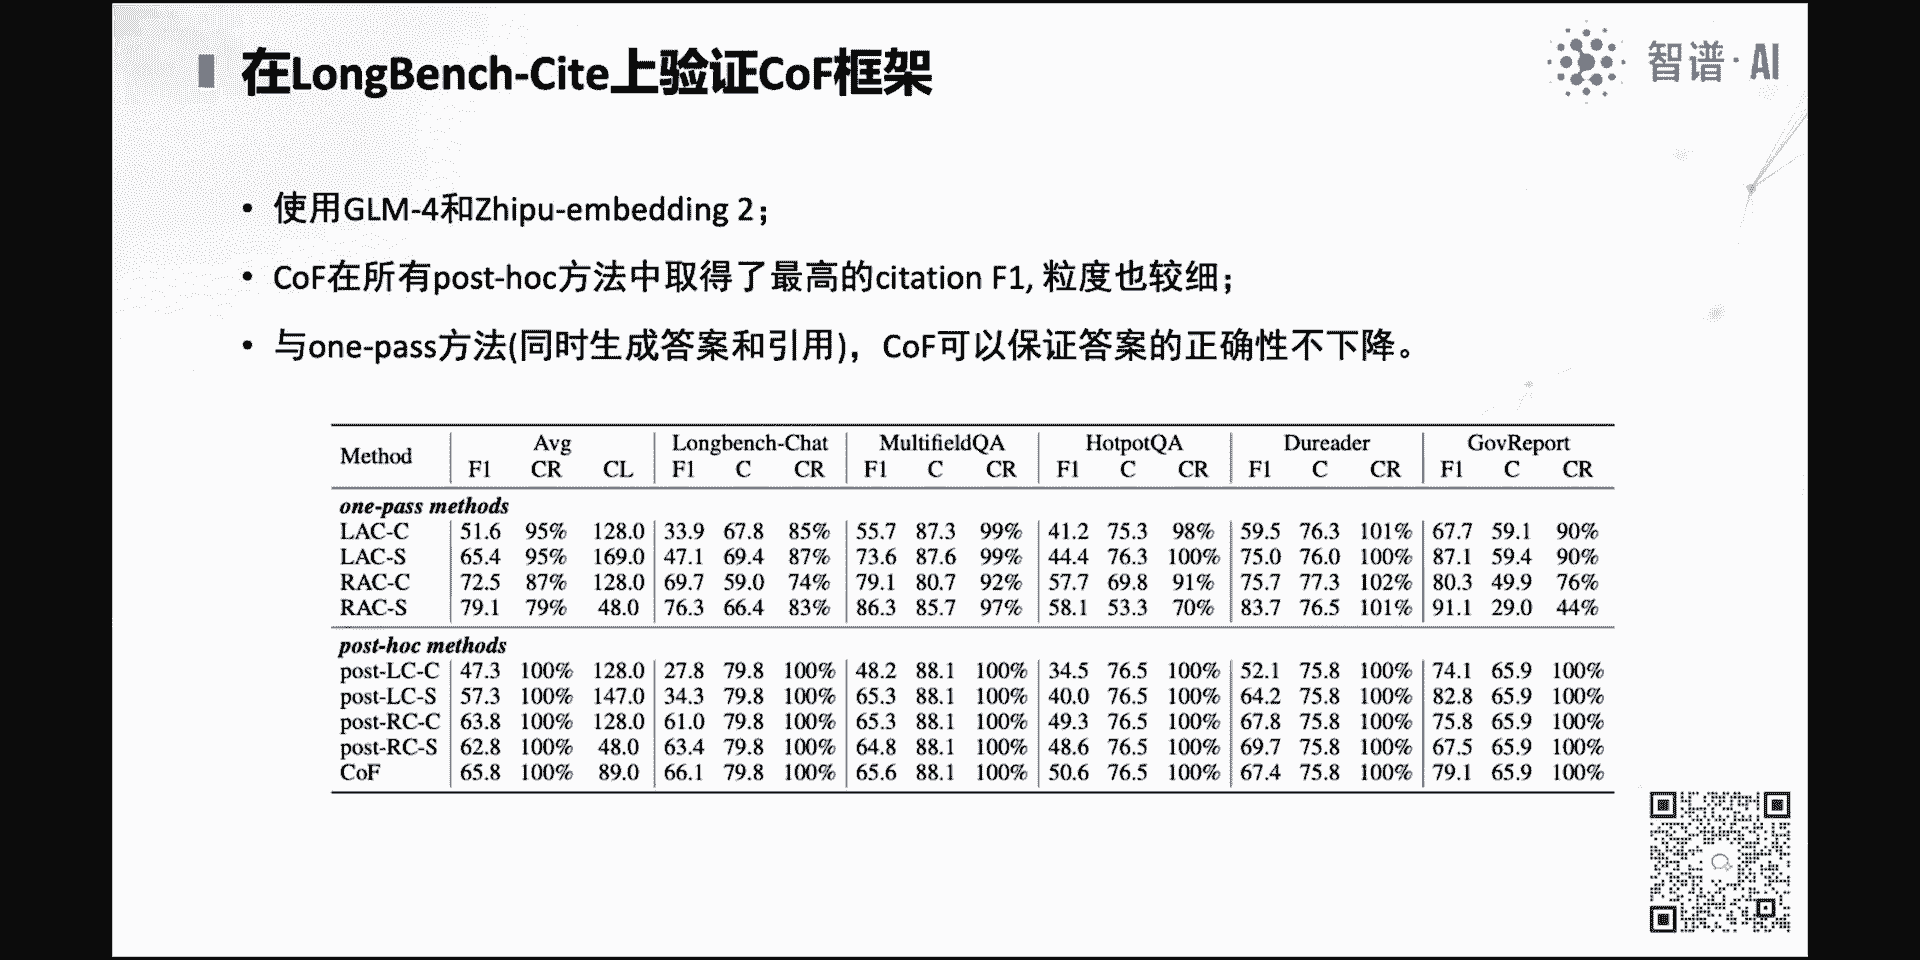 在LongBench-Cite上验证CoF框架
智谱·AI
• 使用GLM-4和Zhipu-embedding 2；
• CoF在所有post-hoc方法中取得了最高的citation F1, 粒度也较细；
• 与one-pass方法(同时生成答案和引用)，CoF可以保证答案的正确性不下降。
Method Avg Longbench-Chat MultifieldQA HotpotQA Dureader GovReport
F1 CR CL F1 C CR F1 C CR F1 C CR F1 C CR F1 C CR
one-pass methods
LAC-C 51.6 95% 128.0 33.9 67.8 85% 55.7 87.3 99% 41.2 75.3 98% 59.5 76.3 101% 67.7 59.1 90%
LAC-S 65.4 95% 169.0 47.1 69.4 87% 73.6 87.6 99% 44.4 76.3 100% 75.0 76.0 100% 87.1 59.4 90%
RAC-C 72.5 87% 128.0 69.7 59.0 74% 79.1 80.7 92% 57.7 69.8 91% 75.7 77.3 102% 80.3 49.9 76%
RAC-S 79.1 79% 48.0 76.3 66.4 83% 86.3 85.7 97% 58.1 53.3 70% 83.7 76.5 101% 91.1 29.0 44%
post-hoc methods
post-LC-C 47.3 100% 128.0 27.8 79.8 100% 48.2 88.1 100% 34.5 76.5 100% 52.1 75.8 100% 74.1 65.9 100%
post-LC-S 57.3 100% 147.0 34.3 79.8 100% 65.3 88.1 100% 40.0 76.5 100% 64.2 75.8 100% 82.8 65.9 100%
post-RC-C 63.8 100% 128.0 61.0 79.8 100% 65.3 88.1 100% 49.3 76.5 100% 67.8 75.8 100% 75.8 65.9 100%
post-RC-S 62.8 100% 48.0 63.4 79.8 100% 64.8 88.1 100% 48.6 76.5 100% 69.7 75.8 100% 67.5 65.9 100%
CoF 65.8 100% 89.0 66.1 79.8 100% 65.6 88.1 100% 50.6 76.5 100% 67.4 75.8 100% 79.1 65.9 100%